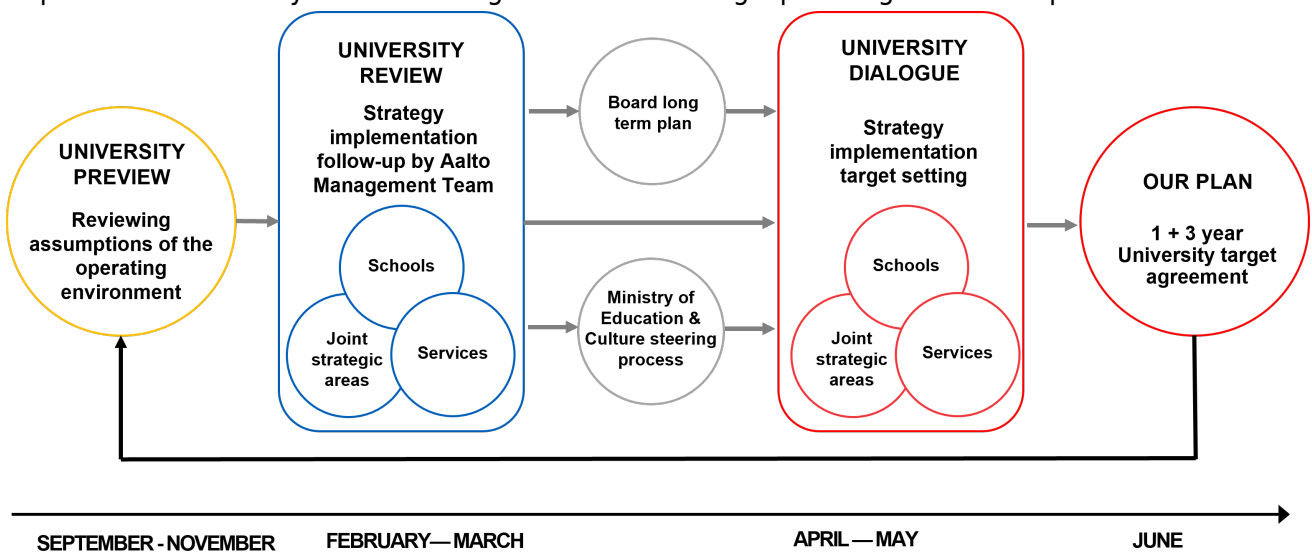 UNIVERSITY
PREVIEW
Reviewing
assumptions of the
operating
environment
UNIVERSITY
REVIEW
Strategy
implementation
follow-up by Aalto
Management Team
Schools
Joint
strategic
areas
Services
Board long
term plan
Ministry of
Education &
Culture steering
process
UNIVERSITY
DIALOGUE
Strategy
implementation
target setting
Schools
Joint
strategic
areas
Services
OUR PLAN
1 + 3 year
University target
agreement
SEPTEMBER - NOVEMBER
FEBRUARY— MARCH
APRIL — MAY
JUNE